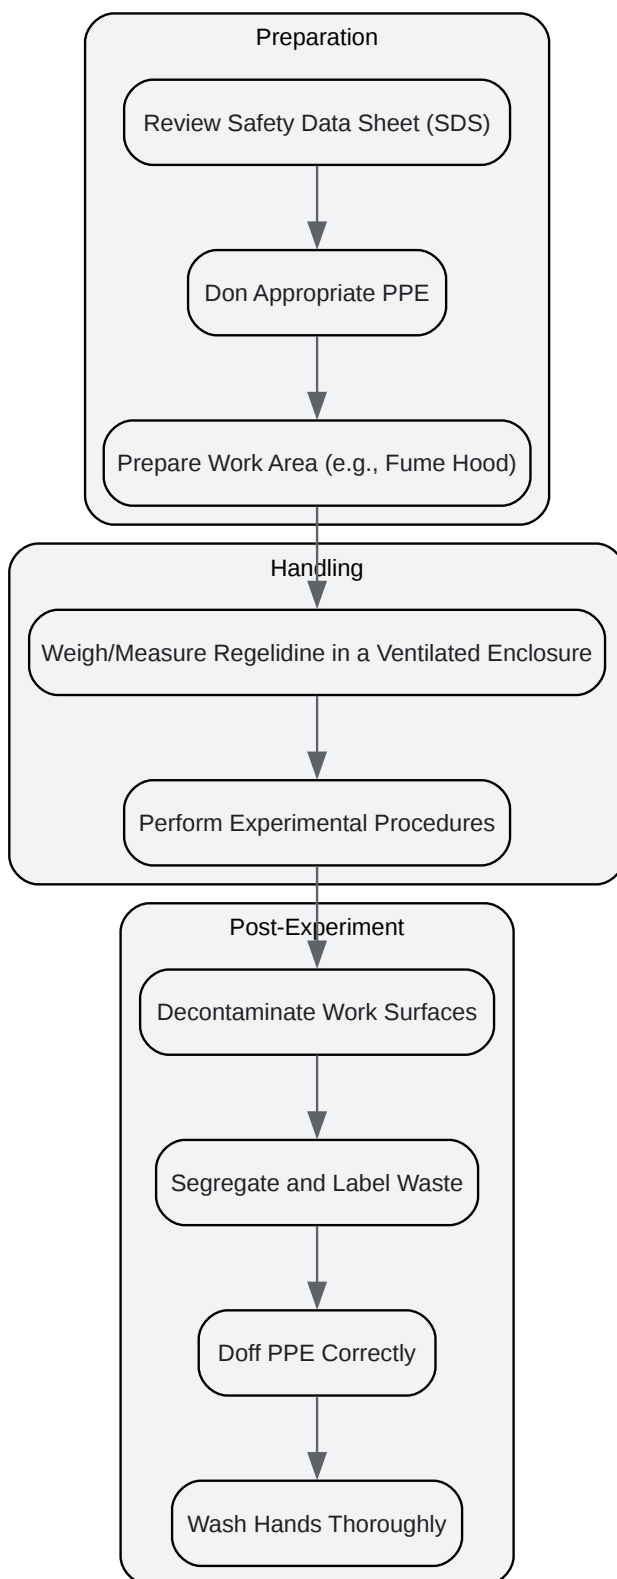 Preparation
Review Safety Data Sheet (SDS)
Don Appropriate PPE
Prepare Work Area (e.g., Fume Hood)
Handling
Weigh/Measure Regelidine in a Ventilated Enclosure
Perform Experimental Procedures
Post-Experiment
Decontaminate Work Surfaces
Segregate and Label Waste
Doff PPE Correctly
Wash Hands Thoroughly